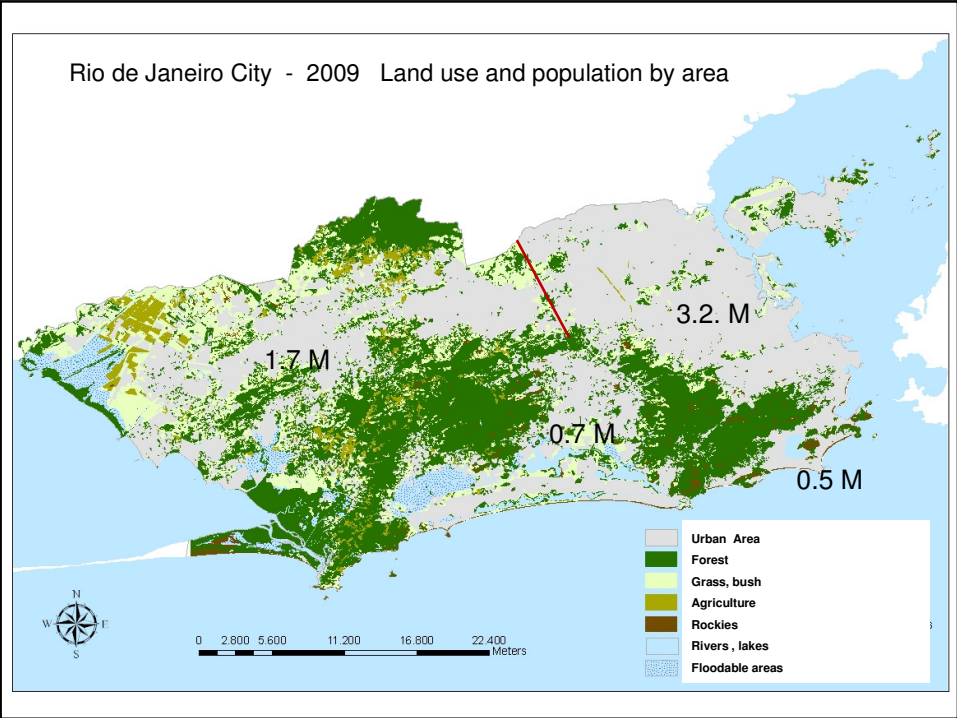 Rio de Janeiro City - 2009 Land use and population by area
3.2. M
1.7 M
0.7 M
0.5 M
Urban Area
Forest
Grass, bush
Agriculture
Rockies
Rivers , lakes
Floodable areas
N
W E
S
0 2.800 5.600 11.200 16.800 22.400
Meters